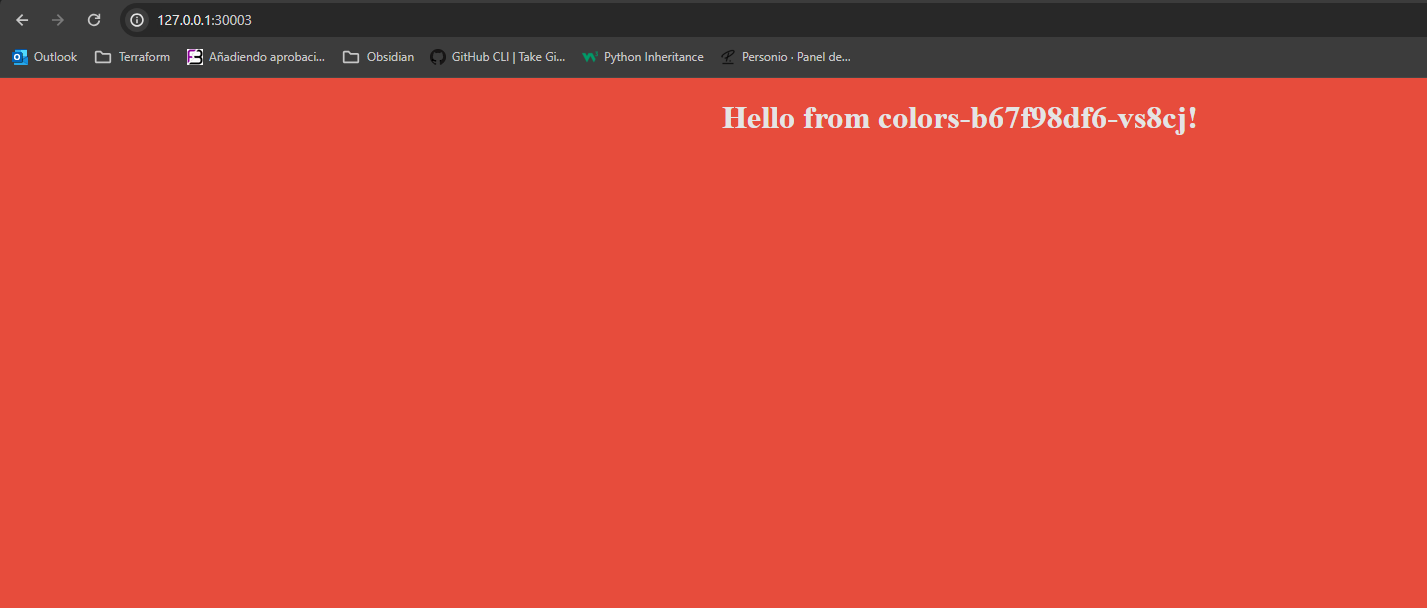 127.0.0.1:30003
Outlook Terraform Añadiendo aprobaci... Obsidian GitHub CLI | Take Gi... Python Inheritance Personio · Panel de...
Hello from colors-b67f98df6-vs8cj!